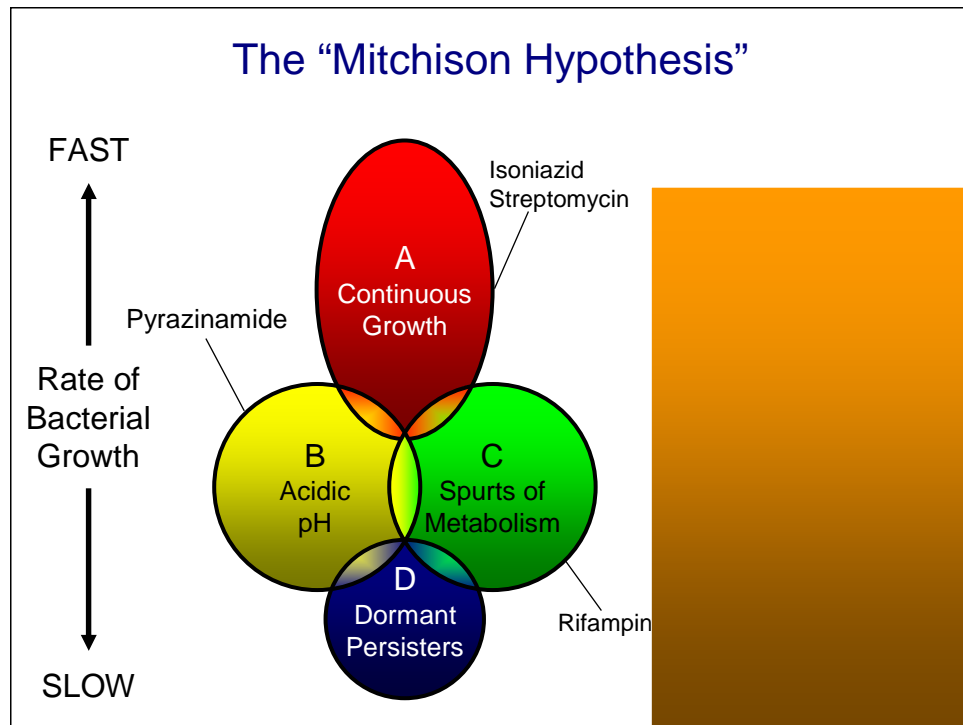 The “Mitchison Hypothesis”
FAST
Isoniazid
Streptomycin
A
Continuous
Growth
Pyrazinamide
Rate of
Bacterial
Growth
B
Acidic
pH
C
Spurts of
Metabolism
D
Dormant
Persisters
Rifampin
SLOW